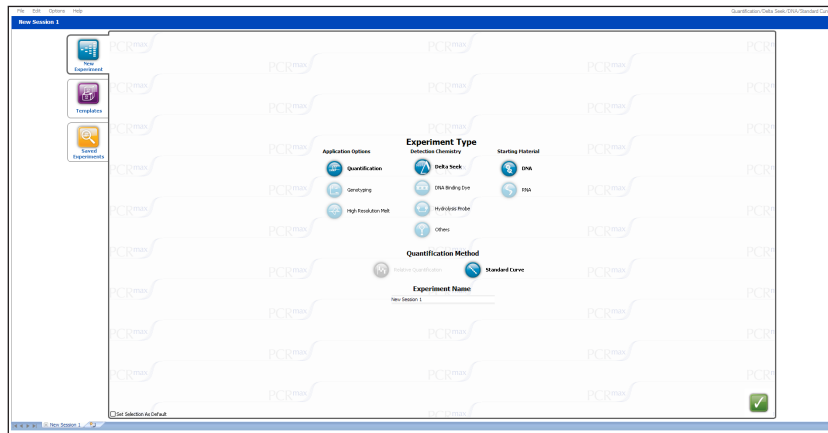 File Edit Options Help
Quantification/Delta Seek/DNA/Standard Cur
New Session 1
New
Experiment
Templates
Saved
Experiments
Experiment Type
Application Options
Detection Chemistry
Starting Material
Quantification
Delta Seek
DNA
Genotyping
DNA Binding Dye
RNA
High Resolution Melt
Hydrolysis Probe
Others
Quantification Method
Relative Quantification
Standard Curve
Experiment Name
New Session 1
Set Selection As Default
New Session 1
PCRmax